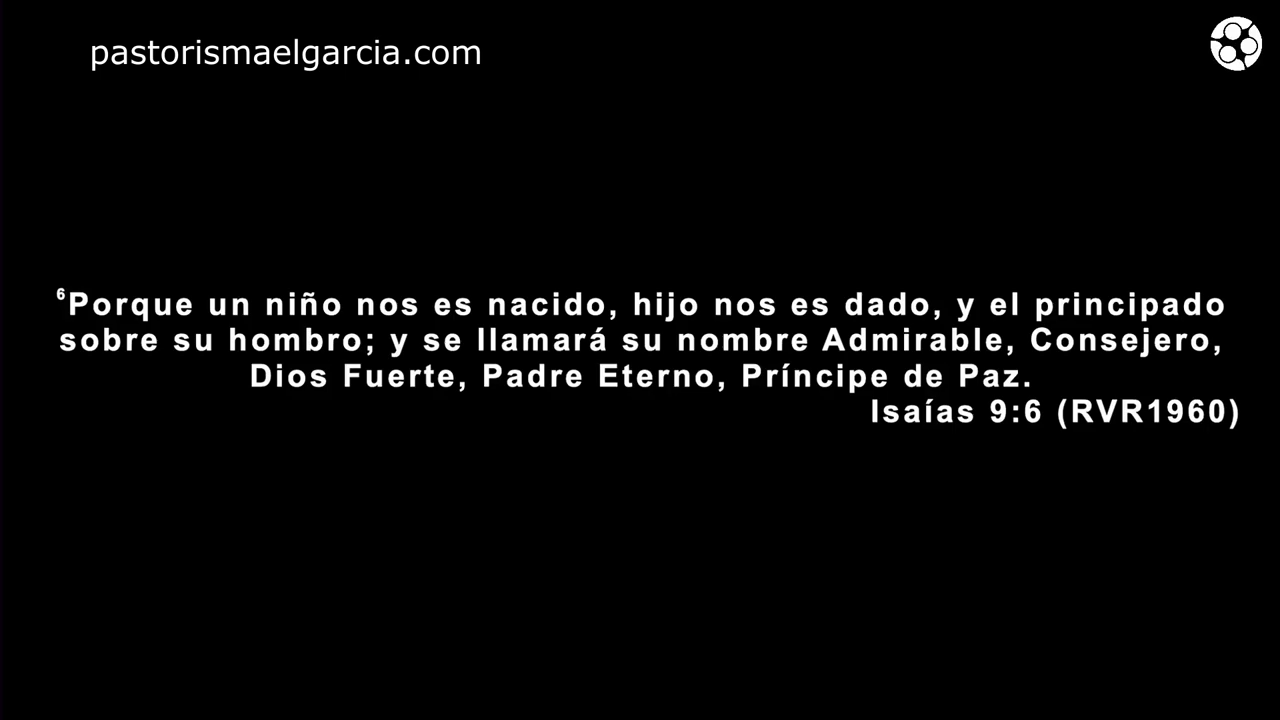 pastorismaelgarcia.com
⁶Porque un niño nos es nacido, hijo nos es dado, y el principado
sobre su hombro; y se llamará su nombre Admirable, Consejero,
Dios Fuerte, Padre Eterno, Príncipe de Paz.
Isaías 9:6 (RVR1960)